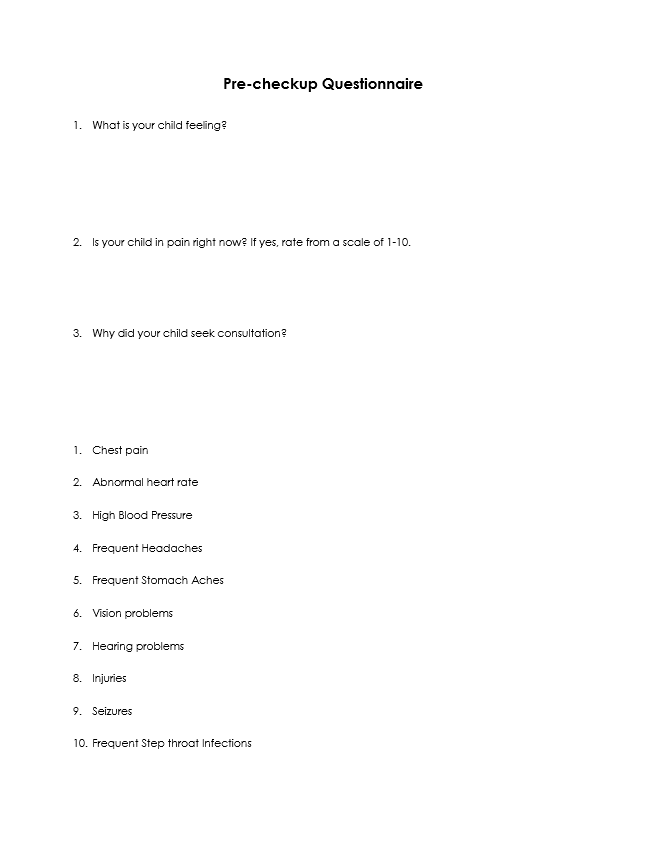 Pre-checkup Questionnaire
1. What is your child feeling?
2. Is your child in pain right now? If yes, rate from a scale of 1-10.
3. Why did your child seek consultation?
1. Chest pain
2. Abnormal heart rate
3. High Blood Pressure
4. Frequent Headaches
5. Frequent Stomach Aches
6. Vision problems
7. Hearing problems
8. Injuries
9. Seizures
10. Frequent Step throat Infections